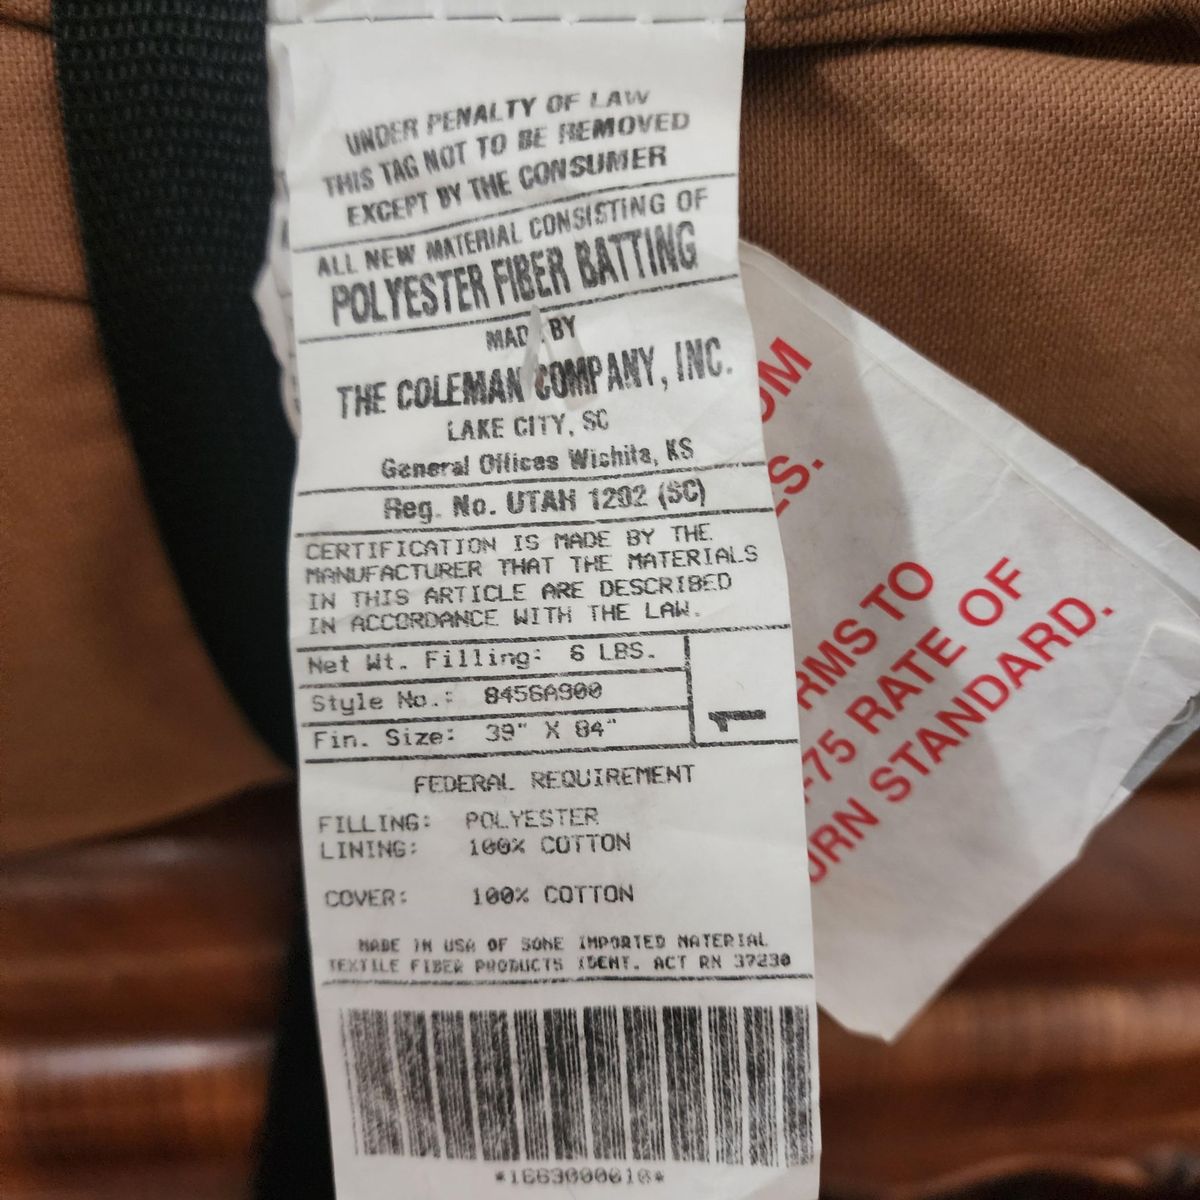 UNDER PENALTY OF LAW
THIS TAG NOT TO BE REMOVED
EXCEPT BY THE CONSUMER
ALL NEW MATERIAL CONSISTING OF
POLYESTER FIBER BATTING
MADE BY
THE COLEMAN COMPANY, INC.
LAKE CITY, SC
General Offices Wichita, KS
Reg. No. UTAH 1202 (SC)
CERTIFICATION IS MADE BY THE
MANUFACTURER THAT THE MATERIALS
IN THIS ARTICLE ARE DESCRIBED
IN ACCORDANCE WITH THE LAW.
Net Wt. Filling: 6 LBS.
Style No.: 8456A900
Fin. Size: 39" X 84"
1
FEDERAL REQUIREMENT
FILLING: POLYESTER
LINING: 100% COTTON
COVER: 100% COTTON
MADE IN USA OF SOME IMPORTED MATERIAL
TEXTILE FIBER PRODUCTS IDENT. ACT RN 37230
OM
ES.
RMS TO
-75 RATE OF
URN STANDARD.